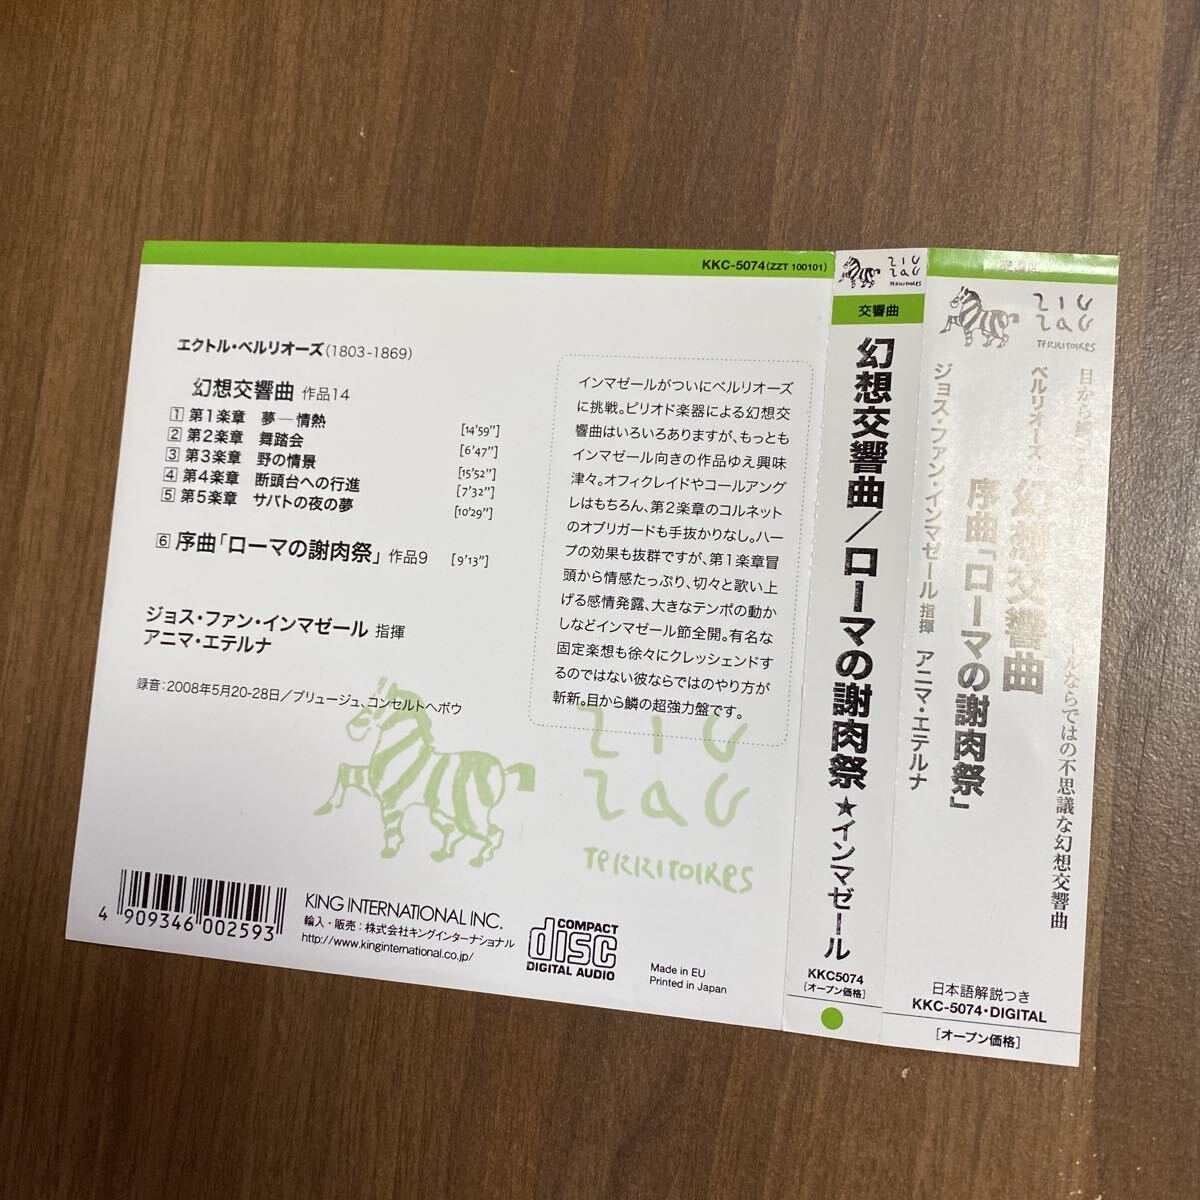 KKC-5074(ZZT 100101)
エクトル・ベルリオーズ(1803-1869)
幻想交響曲 作品14
1 第1楽章 夢―情熱 [14'59"]
2 第2楽章 舞踏会 [6'47"]
3 第3楽章 野の情景 [15'52"]
4 第4楽章 断頭台への行進 [7'32"]
5 第5楽章 サバトの夜の夢 [10'29"]
6 序曲「ローマの謝肉祭」 作品9 [9'13"]
ジョス・ファン・インマゼール 指揮
アニマ・エテルナ
録音:2008年5月20-28日/ブリュージュ、コンセルトヘボウ
インマゼールがついにベルリオーズ
に挑戦。ピリオド楽器による幻想交
響曲はいろいろありますが、もっとも
インマゼール向きの作品ゆえ興味
津々。オフィクレイドやコールアングレ
はもちろん、第2楽章のコルネット
のオブリガードも手抜かりなし。ハー
プの効果も抜群ですが、第1楽章冒
頭から情感たっぷり、切々と歌い上
げる感情発露、大きなテンポの動か
しなどインマゼール節全開。有名な
固定楽想も徐々にクレッシェンドす
るのではない彼ならではのやり方が
斬新。目から鱗の超強力盤です。
ZIG
ZAG
TERRITOIRES
4 909346 002593
KING INTERNATIONAL INC.
輸入・販売:株式会社キングインターナショナル
http://www.kinginternational.co.jp/
COMPACT
disc
DIGITAL AUDIO
Made in EU
Printed in Japan
ZIG
ZAG
TERRITOIRES
交響曲
幻想交響曲/ローマの謝肉祭★インマゼール
KKC5074
[オープン価格]
ZIG
ZAG
TERRITOIRES
目から
ルならではの不思議な幻想交響曲
ベルリオーズ
幻想交響曲
序曲「ローマの謝肉祭」
ジョス・ファン・インマゼール 指揮 アニマ・エテルナ
日本語解説つき
KKC-5074・DIGITAL
[オープン価格]